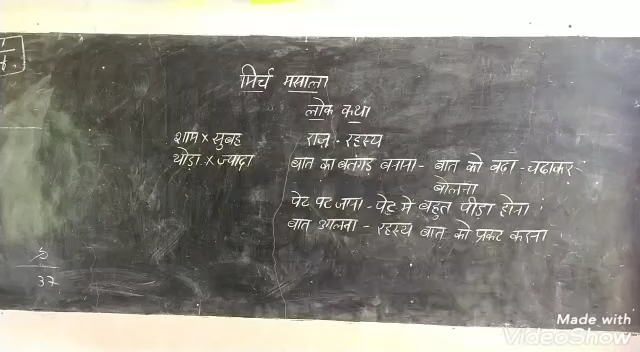 मिर्च मसाला
लोक कथा
शाम × सुबह
थोड़ा × ज्यादा
राज़ - रहस्य
बात का बतंगड़ बनाना - बात को बढ़ा - चढ़ाकर बोलना
पेट फट जाना - पेट में बहुत पीड़ा होना
बात आलना - रहस्य बात को प्रकट करना
37
Made with
VideoShow